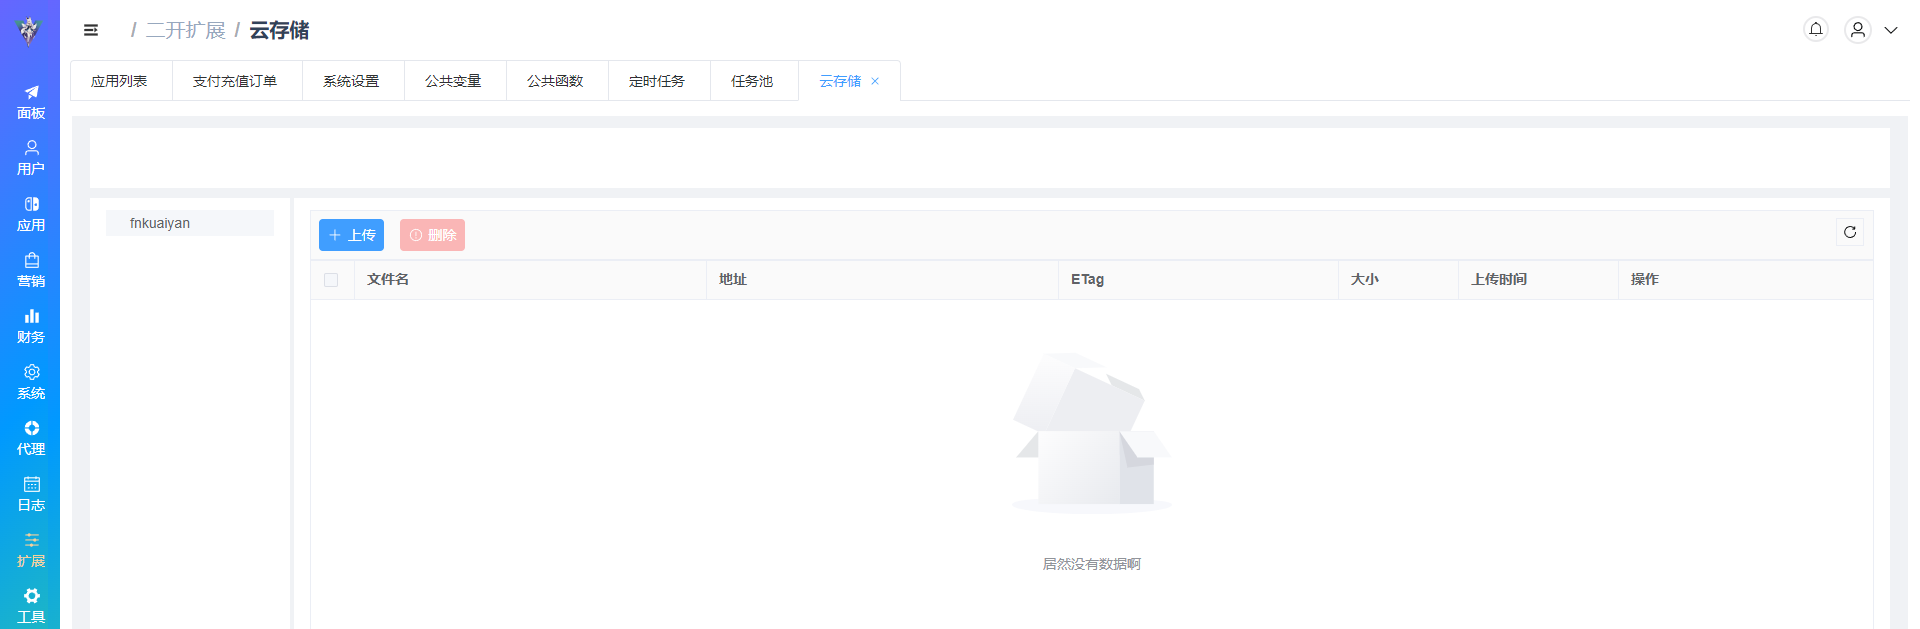 / 二开扩展 / 云存储
应用列表 支付充值订单 系统设置 公共变量 公共函数 定时任务 任务池 云存储 ×
面板
用户
应用
营销
财务
系统
代理
日志
扩展
工具
fnkuaiyan
+ 上传 删除
文件名 地址 ETag 大小 上传时间 操作
居然没有数据啊